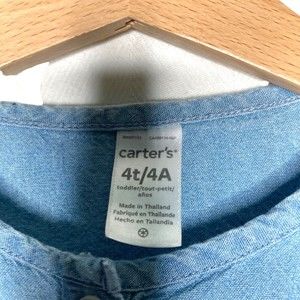 carter's®
4t/4A
toddler/tout-petit/
años
Made in Thailand
Fabriqué en Thaïlande
Hecho en Tailandia